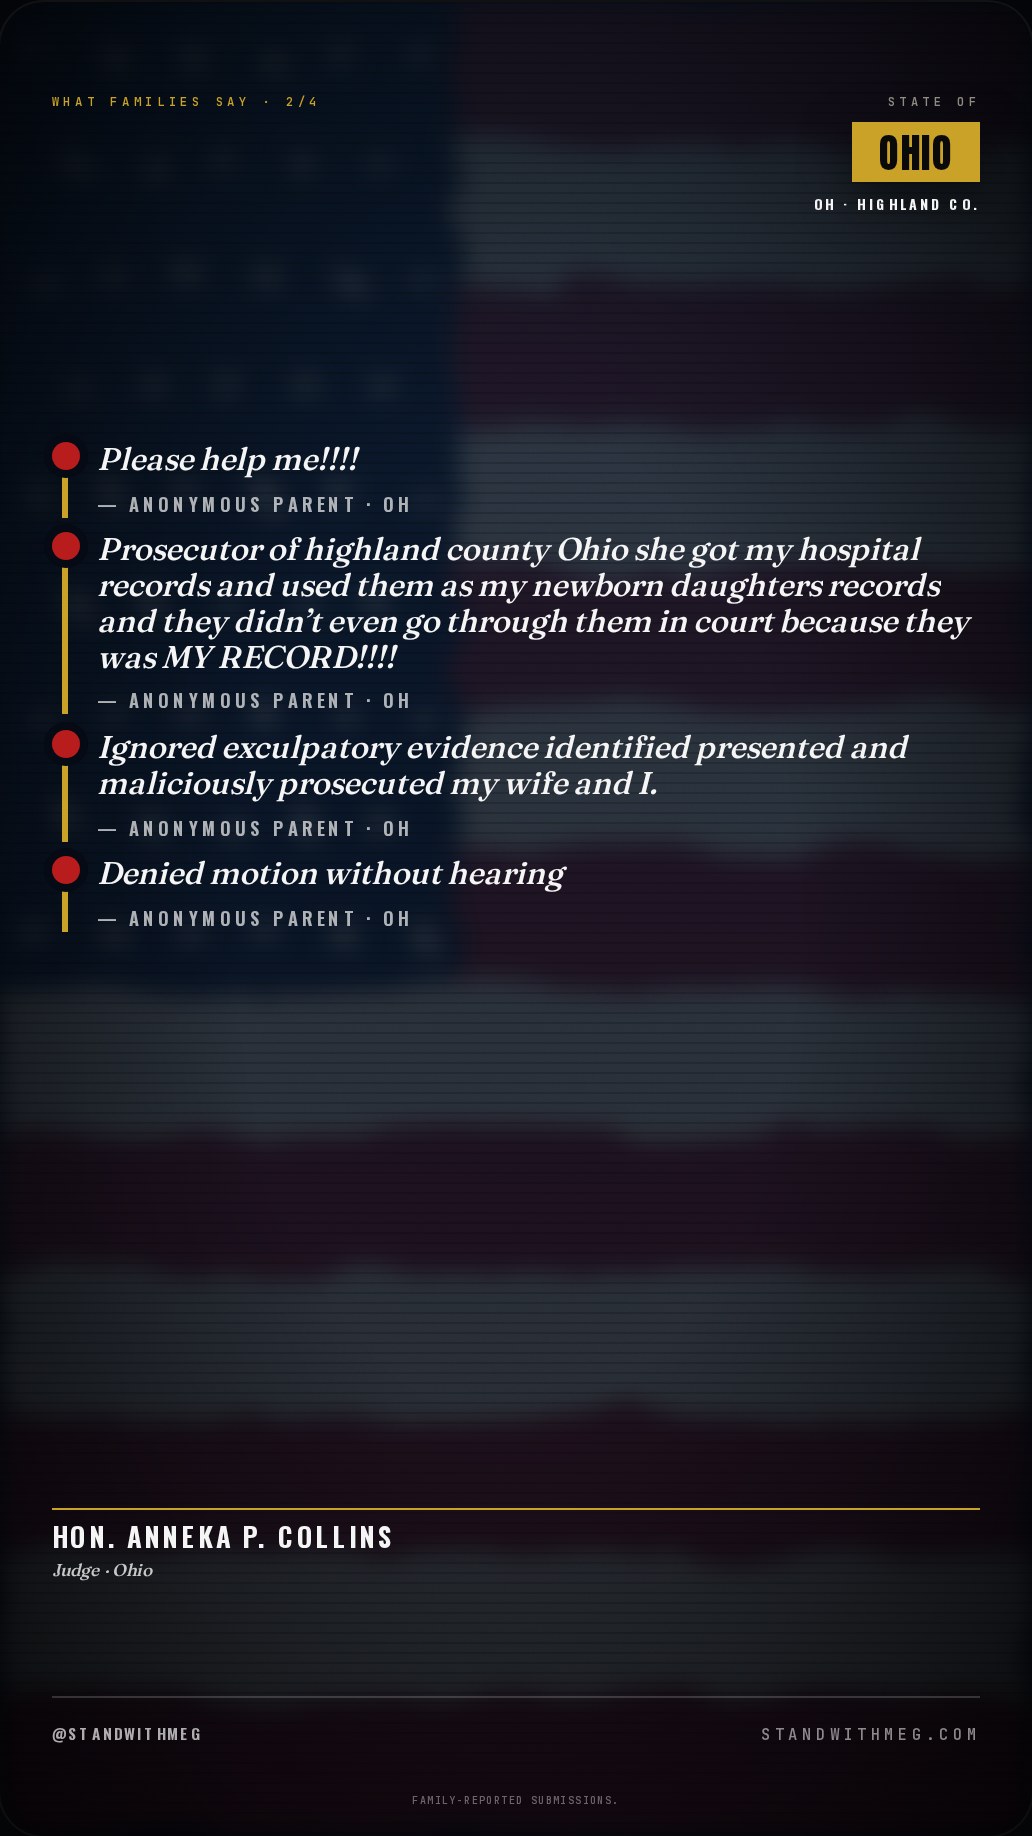 WHAT FAMILIES SAY · 2/4
STATE OF
OHIO
OH · HIGHLAND CO.
Please help me!!!!
— ANONYMOUS PARENT · OH
Prosecutor of highland county Ohio she got my hospital
records and used them as my newborn daughters records
and they didn’t even go through them in court because they
was MY RECORD!!!!
— ANONYMOUS PARENT · OH
Ignored exculpatory evidence identified presented and
maliciously prosecuted my wife and I.
— ANONYMOUS PARENT · OH
Denied motion without hearing
— ANONYMOUS PARENT · OH
HON. ANNEKA P. COLLINS
Judge · Ohio
@STANDWITHMEG
STANDWITHMEG.COM
FAMILY-REPORTED SUBMISSIONS.